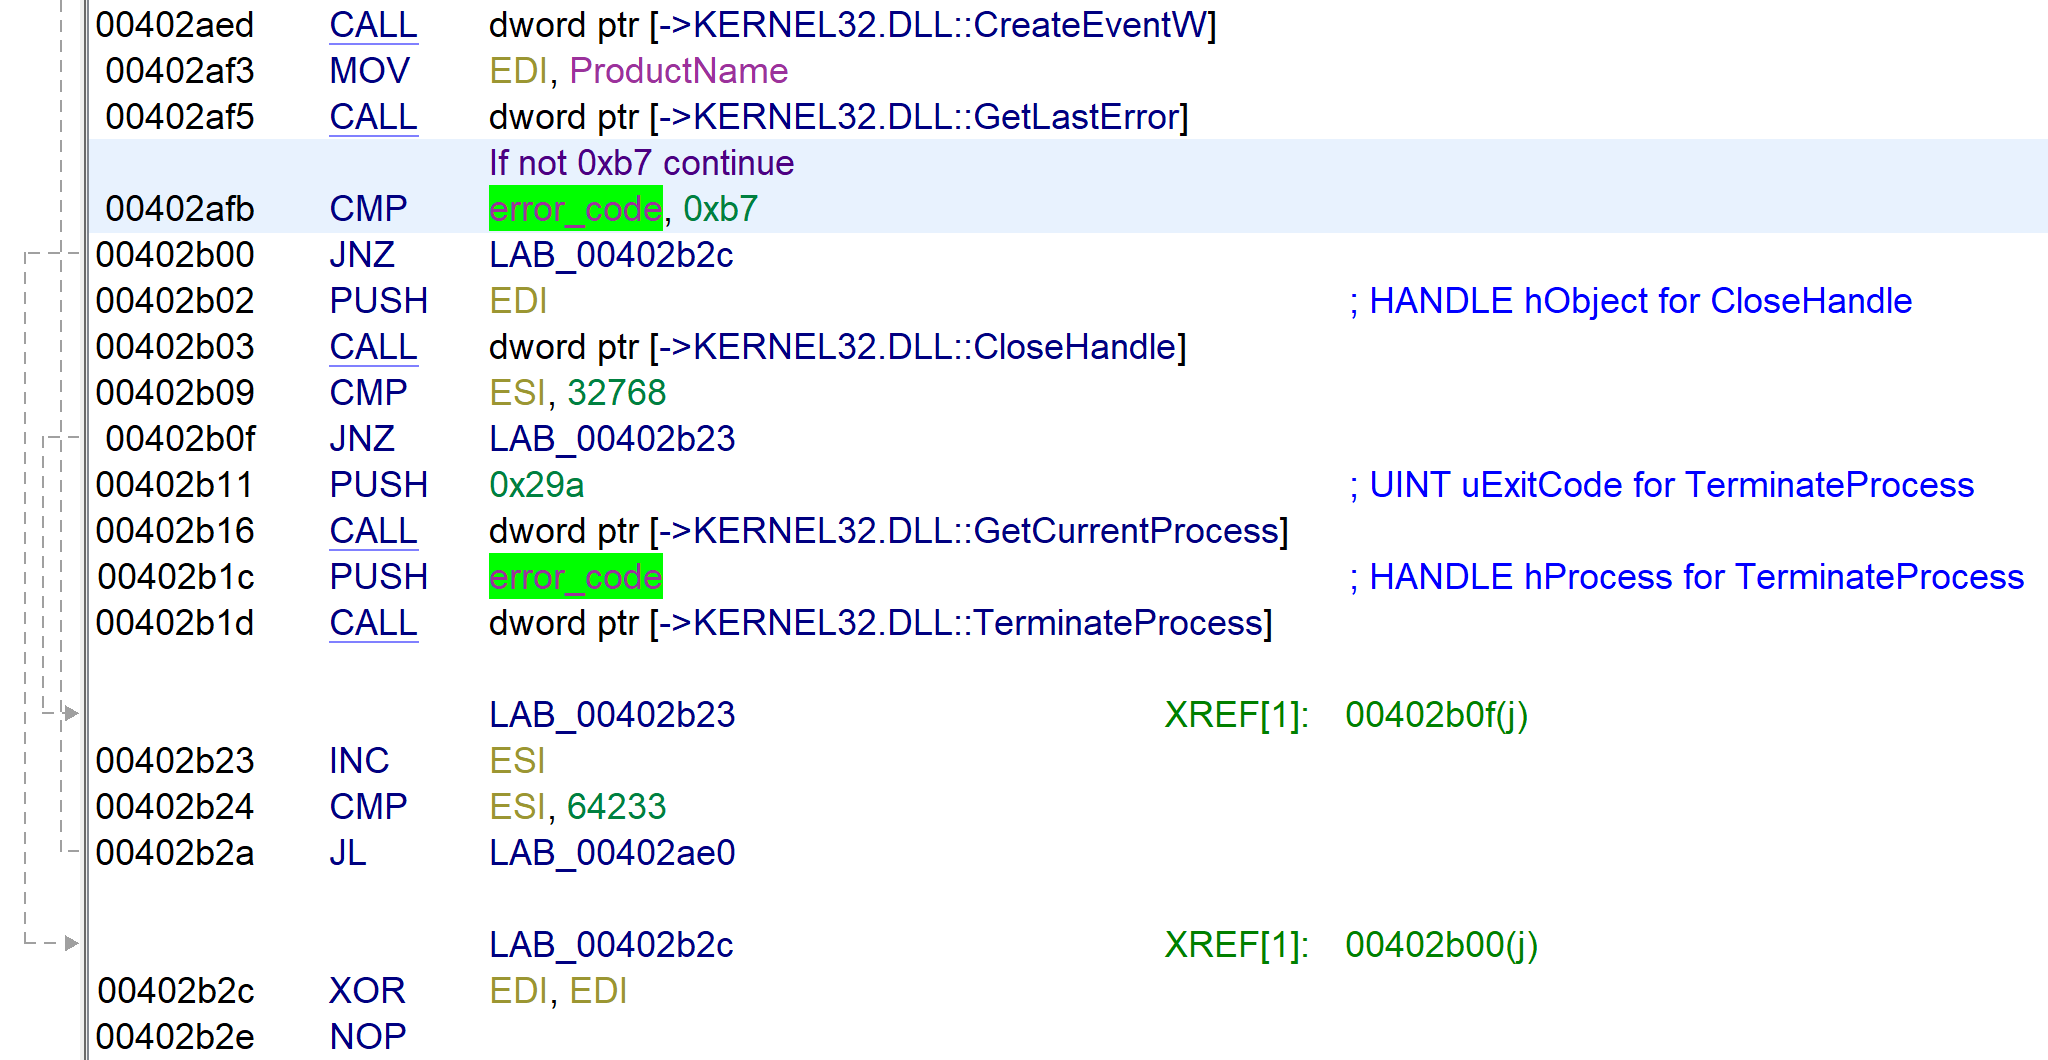 00402aed CALL dword ptr [->KERNEL32.DLL::CreateEventW]
00402af3 MOV EDI, ProductName
00402af5 CALL dword ptr [->KERNEL32.DLL::GetLastError]
If not 0xb7 continue
00402afb CMP error_code, 0xb7
00402b00 JNZ LAB_00402b2c
00402b02 PUSH EDI ; HANDLE hObject for CloseHandle
00402b03 CALL dword ptr [->KERNEL32.DLL::CloseHandle]
00402b09 CMP ESI, 32768
00402b0f JNZ LAB_00402b23
00402b11 PUSH 0x29a ; UINT uExitCode for TerminateProcess
00402b16 CALL dword ptr [->KERNEL32.DLL::GetCurrentProcess]
00402b1c PUSH error_code ; HANDLE hProcess for TerminateProcess
00402b1d CALL dword ptr [->KERNEL32.DLL::TerminateProcess]
LAB_00402b23 XREF[1]: 00402b0f(j)
00402b23 INC ESI
00402b24 CMP ESI, 64233
00402b2a JL LAB_00402ae0
LAB_00402b2c XREF[1]: 00402b00(j)
00402b2c XOR EDI, EDI
00402b2e NOP